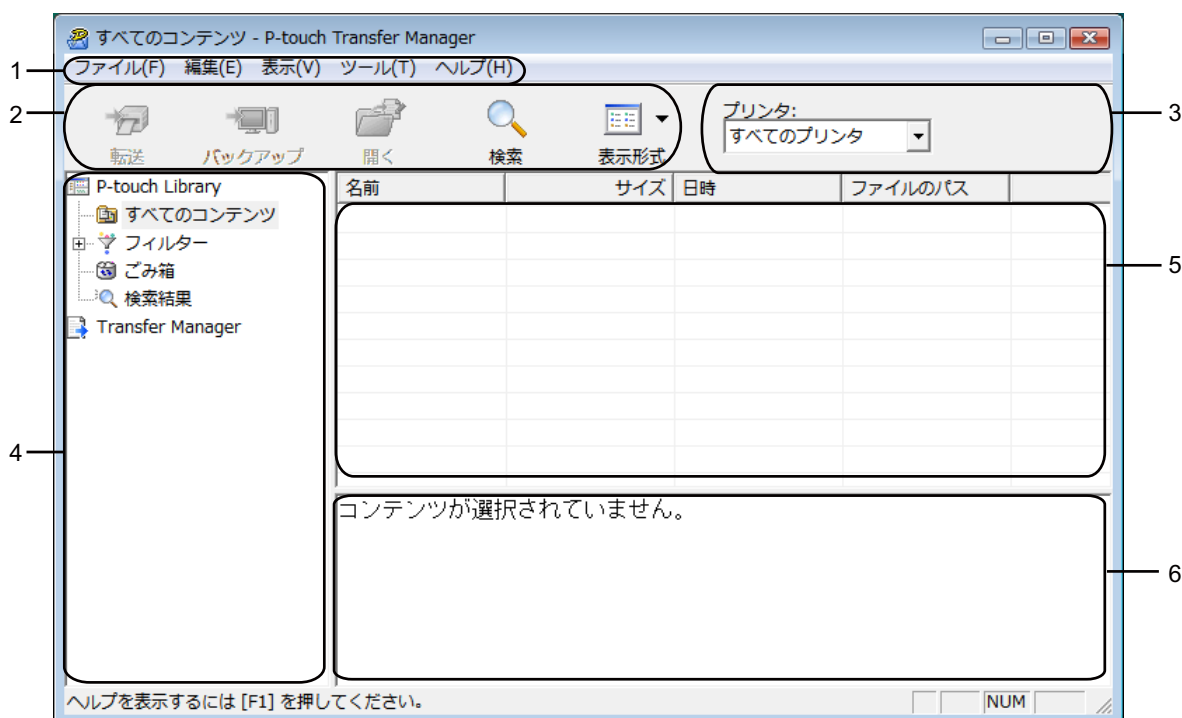 すべてのコンテンツ - P-touch Transfer Manager
1
ファイル(F) 編集(E) 表示(V) ツール(T) ヘルプ(H)
2
転送 バックアップ 開く 検索 表示形式
プリンタ:
すべてのプリンタ
3
P-touch Library
すべてのコンテンツ
フィルター
ごみ箱
検索結果
Transfer Manager
4
名前 サイズ 日時 ファイルのパス
5
コンテンツが選択されていません。
6
ヘルプを表示するには [F1] を押してください。 NUM